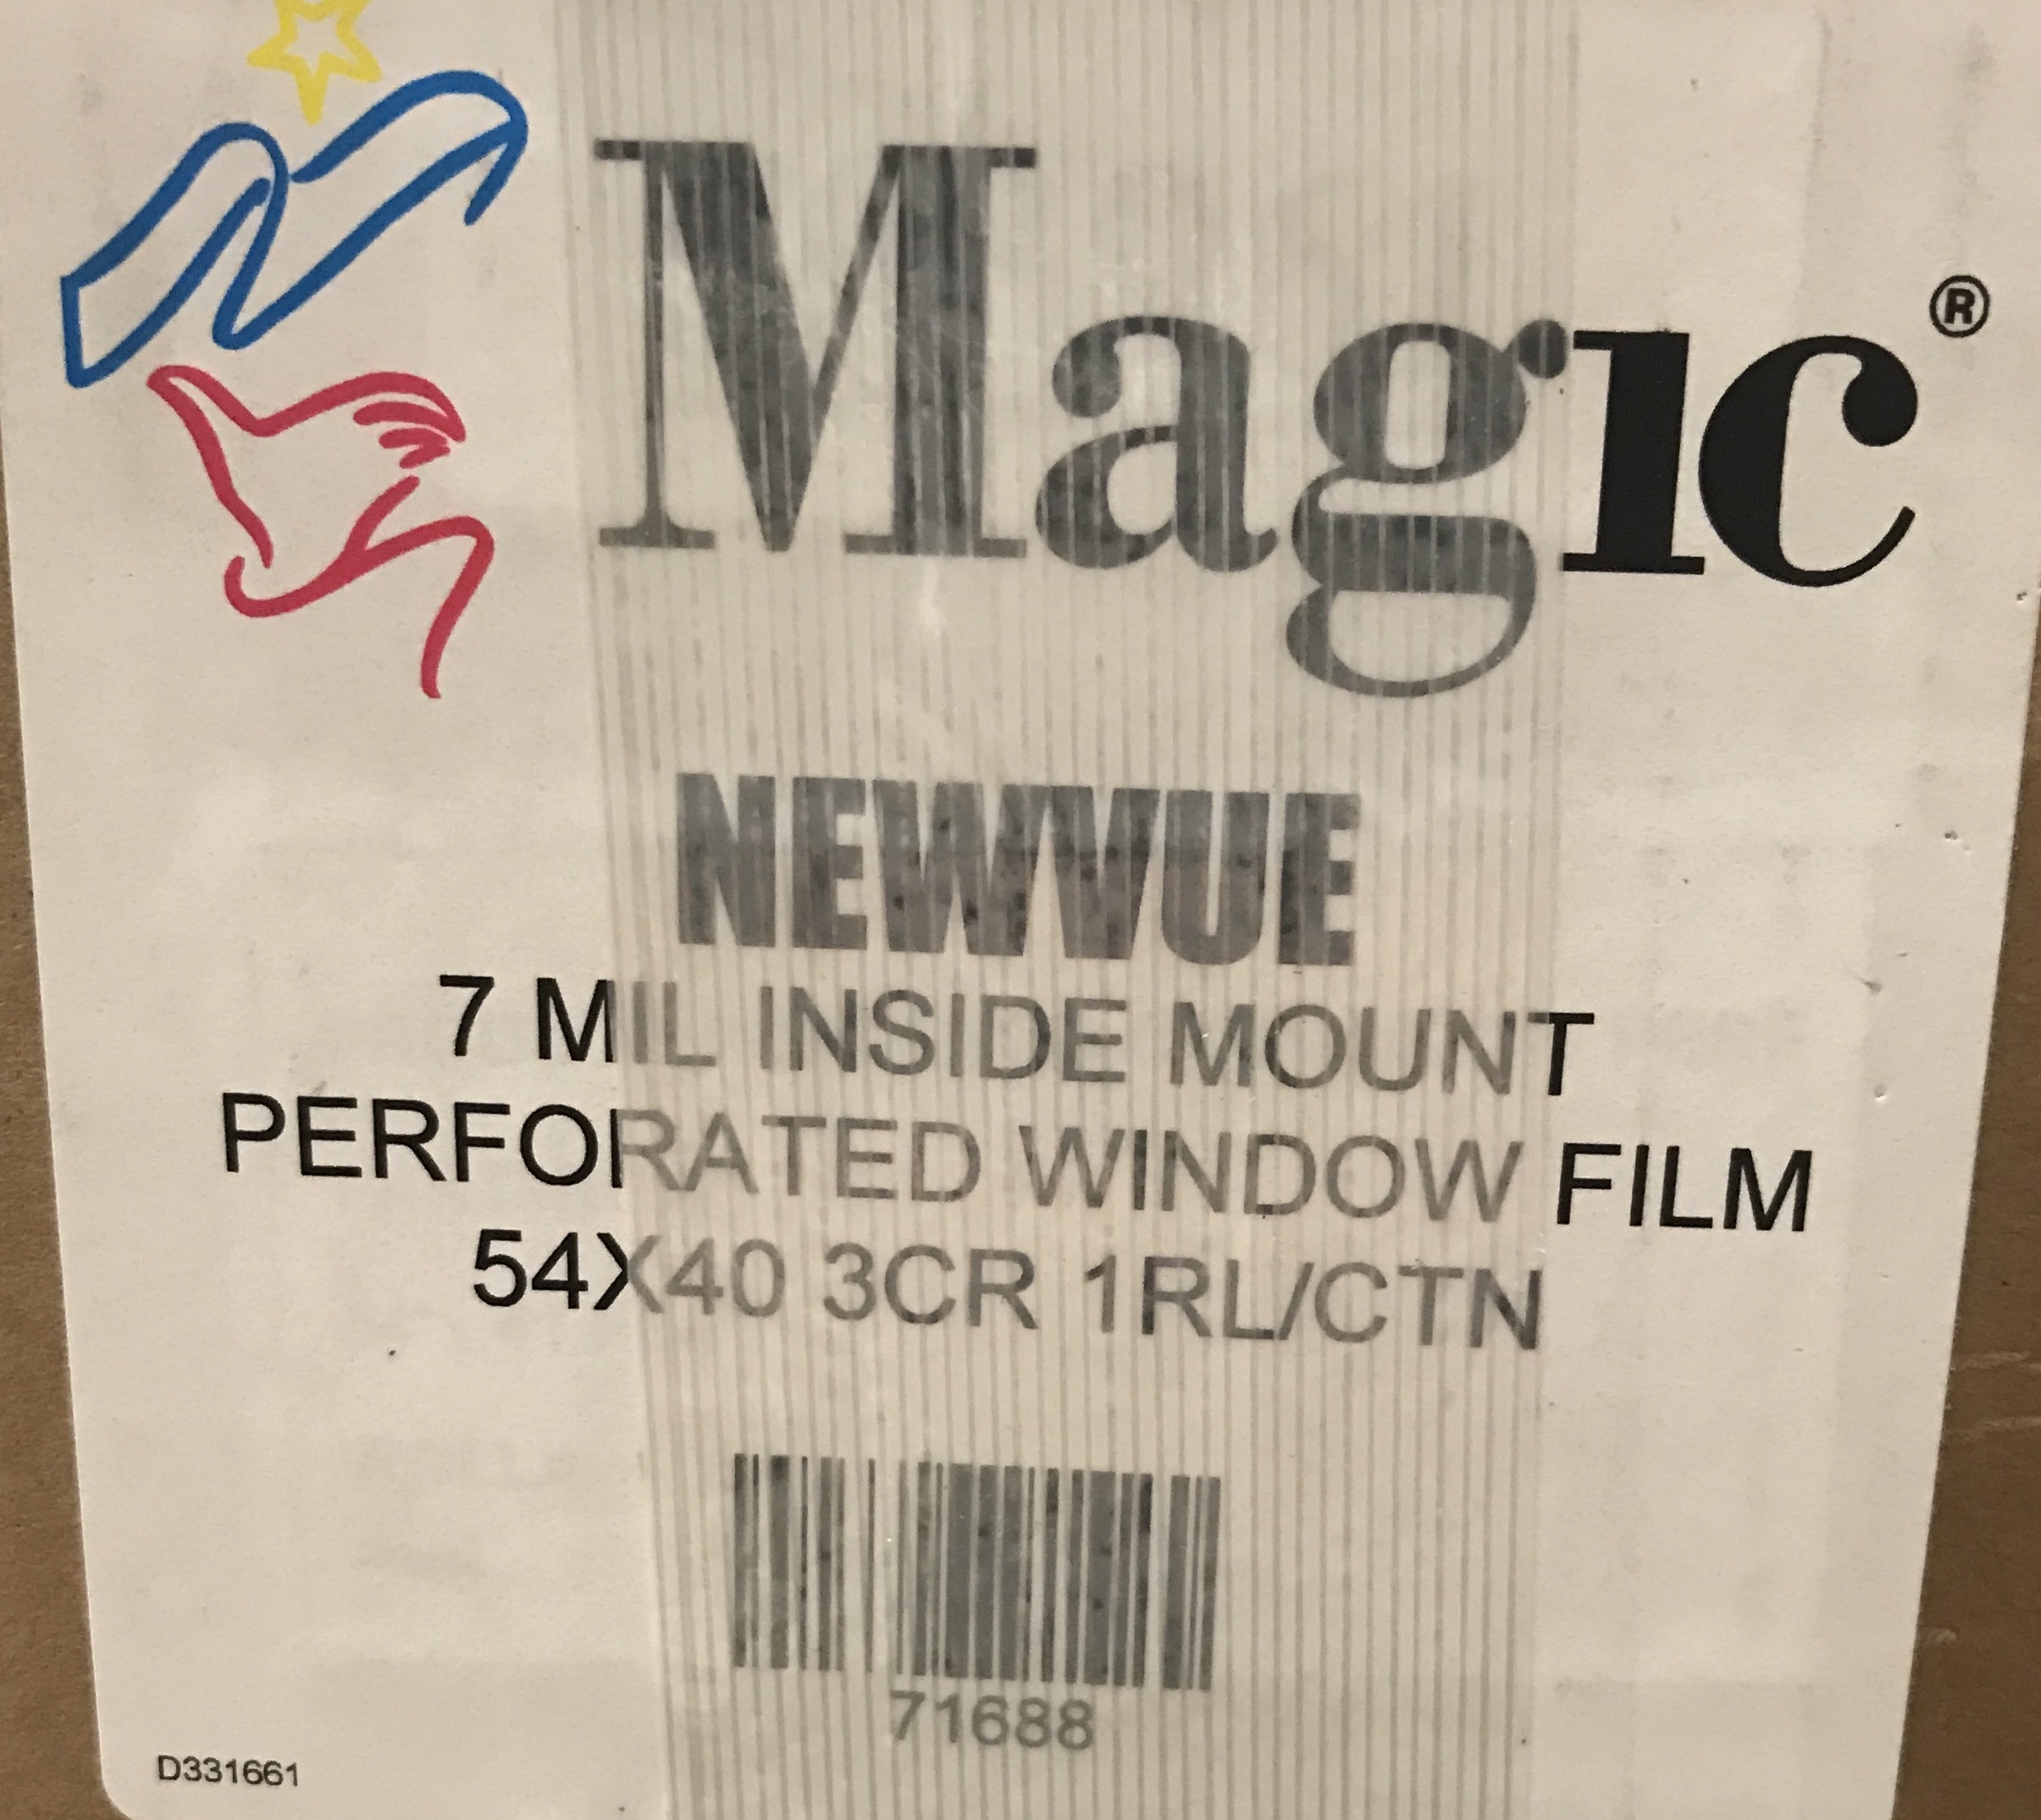 Magic®
NEWVUE
7 MIL INSIDE MOUNT
PERFORATED WINDOW FILM
54X40 3CR 1RL/CTN
71688
D331661